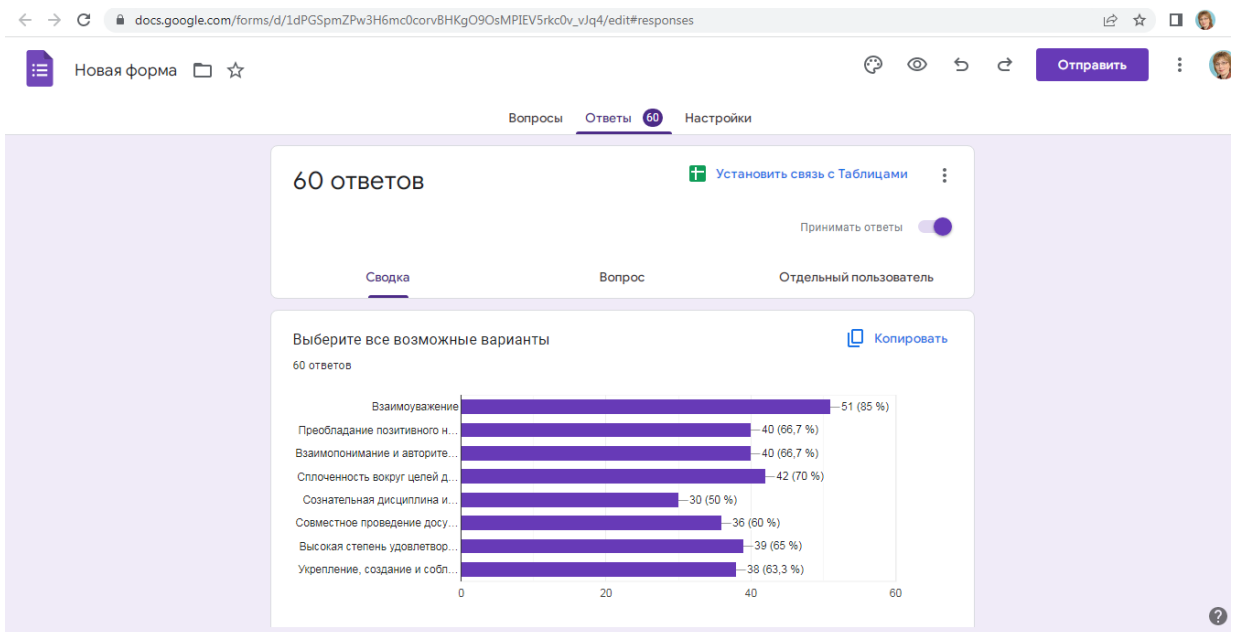 docs.google.com/forms/d/1dPGSpmZPw3H6mc0corvBHKgO9OsMPIEV5rkc0v_vJq4/edit#responses
Новая форма
Отправить
Вопросы Ответы 60 Настройки
60 ответов
Установить связь с Таблицами
Принимать ответы
Сводка Вопрос Отдельный пользователь
Выберите все возможные варианты
Копировать
60 ответов
Взаимоуважение 51 (85 %)
Преобладание позитивного н... 40 (66,7 %)
Взаимопонимание и авторите... 40 (66,7 %)
Сплоченность вокруг целей д... 42 (70 %)
Сознательная дисциплина и... 30 (50 %)
Совместное проведение досу... 36 (60 %)
Высокая степень удовлетвор... 39 (65 %)
Укрепление, создание и собл... 38 (63,3 %)
0 20 40 60